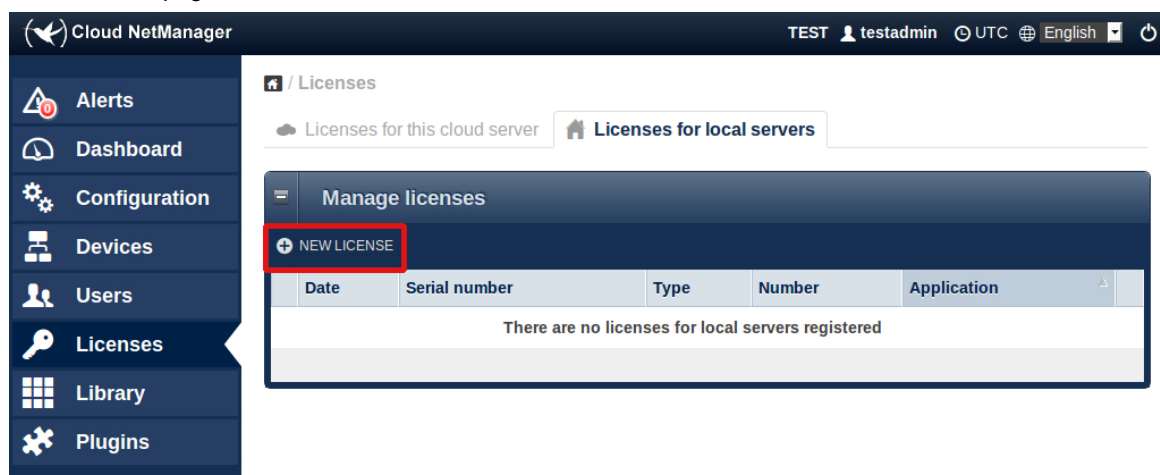 Cloud NetManager
TEST testadmin UTC English
Alerts
0
Dashboard
Configuration
Devices
Users
Licenses
Library
Plugins
/ Licenses
Licenses for this cloud server Licenses for local servers
Manage licenses
NEW LICENSE
Date Serial number Type Number Application
There are no licenses for local servers registered